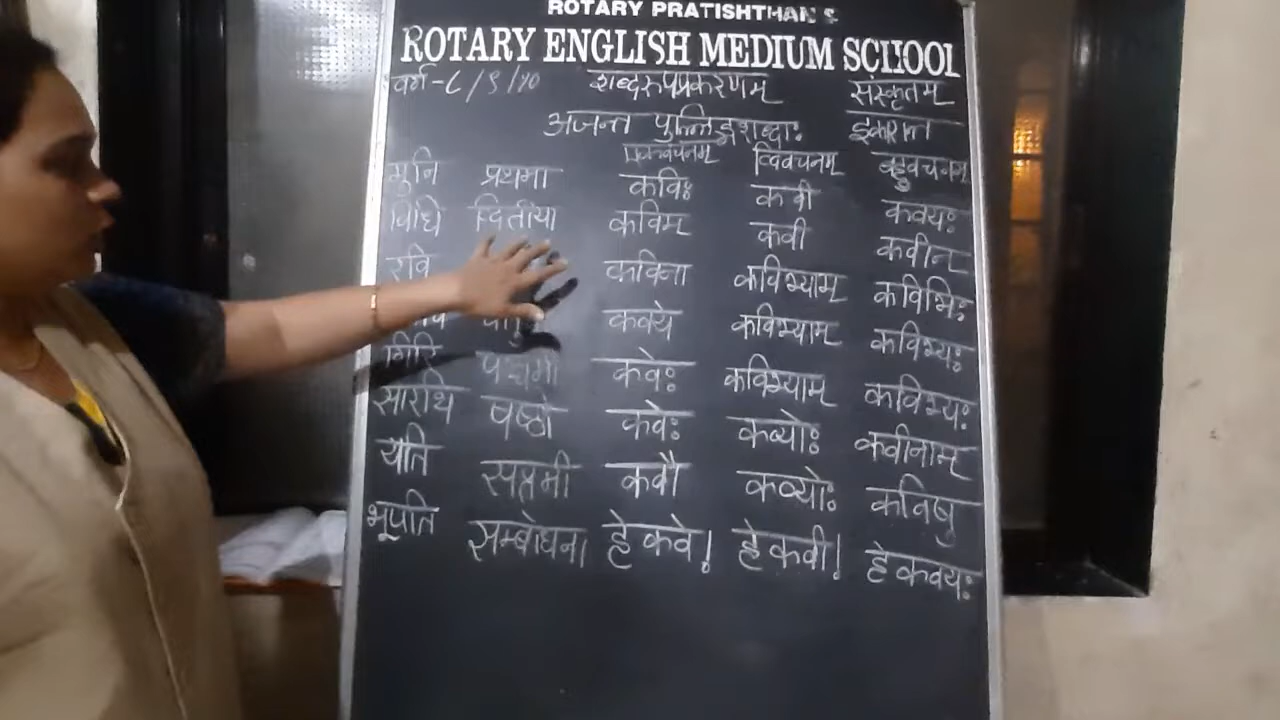 ROTARY PRATISHTHAN S
ROTARY ENGLISH MEDIUM SCHOOL
वर्ग-८/९/१० शब्दरुपप्रकरणम् संस्कृतम्
अजन्त पुल्लिङ्गशब्दाः इकारान्त
एकवचनम् द्विवचनम् बहुवचनम्
मुनि प्रथमा कविः कवी कवयः
विधि द्वितीया कविम् कवी कवीन्
रवि कविना कविभ्याम् कविभिः
कवये कविभ्याम् कविभ्यः
गिरि पञ्चमी कवेः कविभ्याम् कविभ्यः
सारथि षष्ठी कवेः कव्योः कवीनाम्
यति सप्तमी कवौ कव्योः कविषु
भूपति सम्बोधना हे कवे! हे कवी! हे कवयः